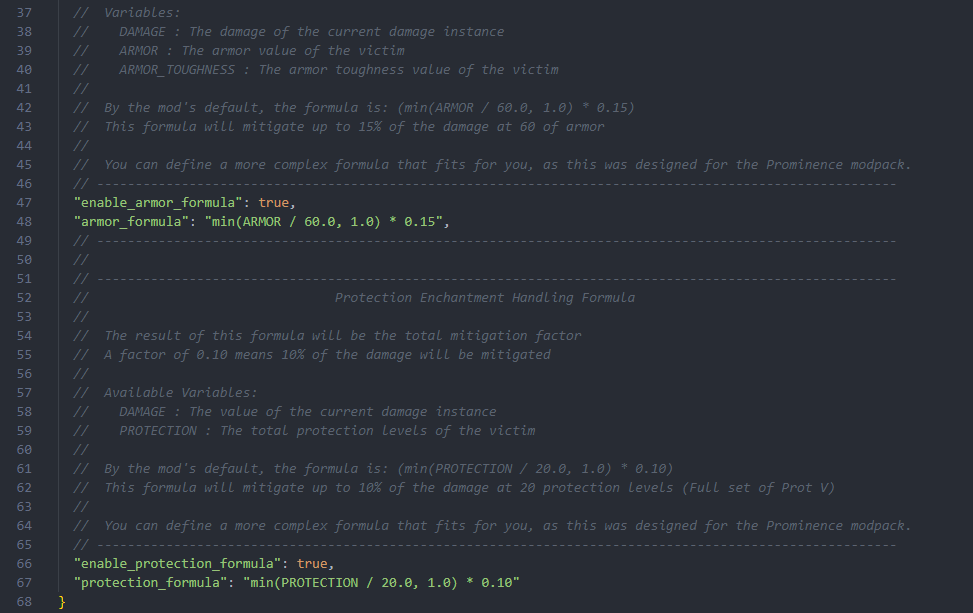 37 // Variables:
38 // DAMAGE : The damage of the current damage instance
39 // ARMOR : The armor value of the victim
40 // ARMOR_TOUGHNESS : The armor toughness value of the victim
41 //
42 // By the mod's default, the formula is: (min(ARMOR / 60.0, 1.0) * 0.15)
43 // This formula will mitigate up to 15% of the damage at 60 of armor
44 //
45 // You can define a more complex formula that fits for you, as this was designed for the Prominence modpack.
46 // --------------------------------------------------------------------------------------------------------
47 "enable_armor_formula": true,
48 "armor_formula": "min(ARMOR / 60.0, 1.0) * 0.15",
49 // --------------------------------------------------------------------------------------------------------
50 //
51 // --------------------------------------------------------------------------------------------------------
52 // Protection Enchantment Handling Formula
53 //
54 // The result of this formula will be the total mitigation factor
55 // A factor of 0.10 means 10% of the damage will be mitigated
56 //
57 // Available Variables:
58 // DAMAGE : The value of the current damage instance
59 // PROTECTION : The total protection levels of the victim
60 //
61 // By the mod's default, the formula is: (min(PROTECTION / 20.0, 1.0) * 0.10)
62 // This formula will mitigate up to 10% of the damage at 20 protection levels (Full set of Prot V)
63 //
64 // You can define a more complex formula that fits for you, as this was designed for the Prominence modpack.
65 // --------------------------------------------------------------------------------------------------------
66 "enable_protection_formula": true,
67 "protection_formula": "min(PROTECTION / 20.0, 1.0) * 0.10"
68 }